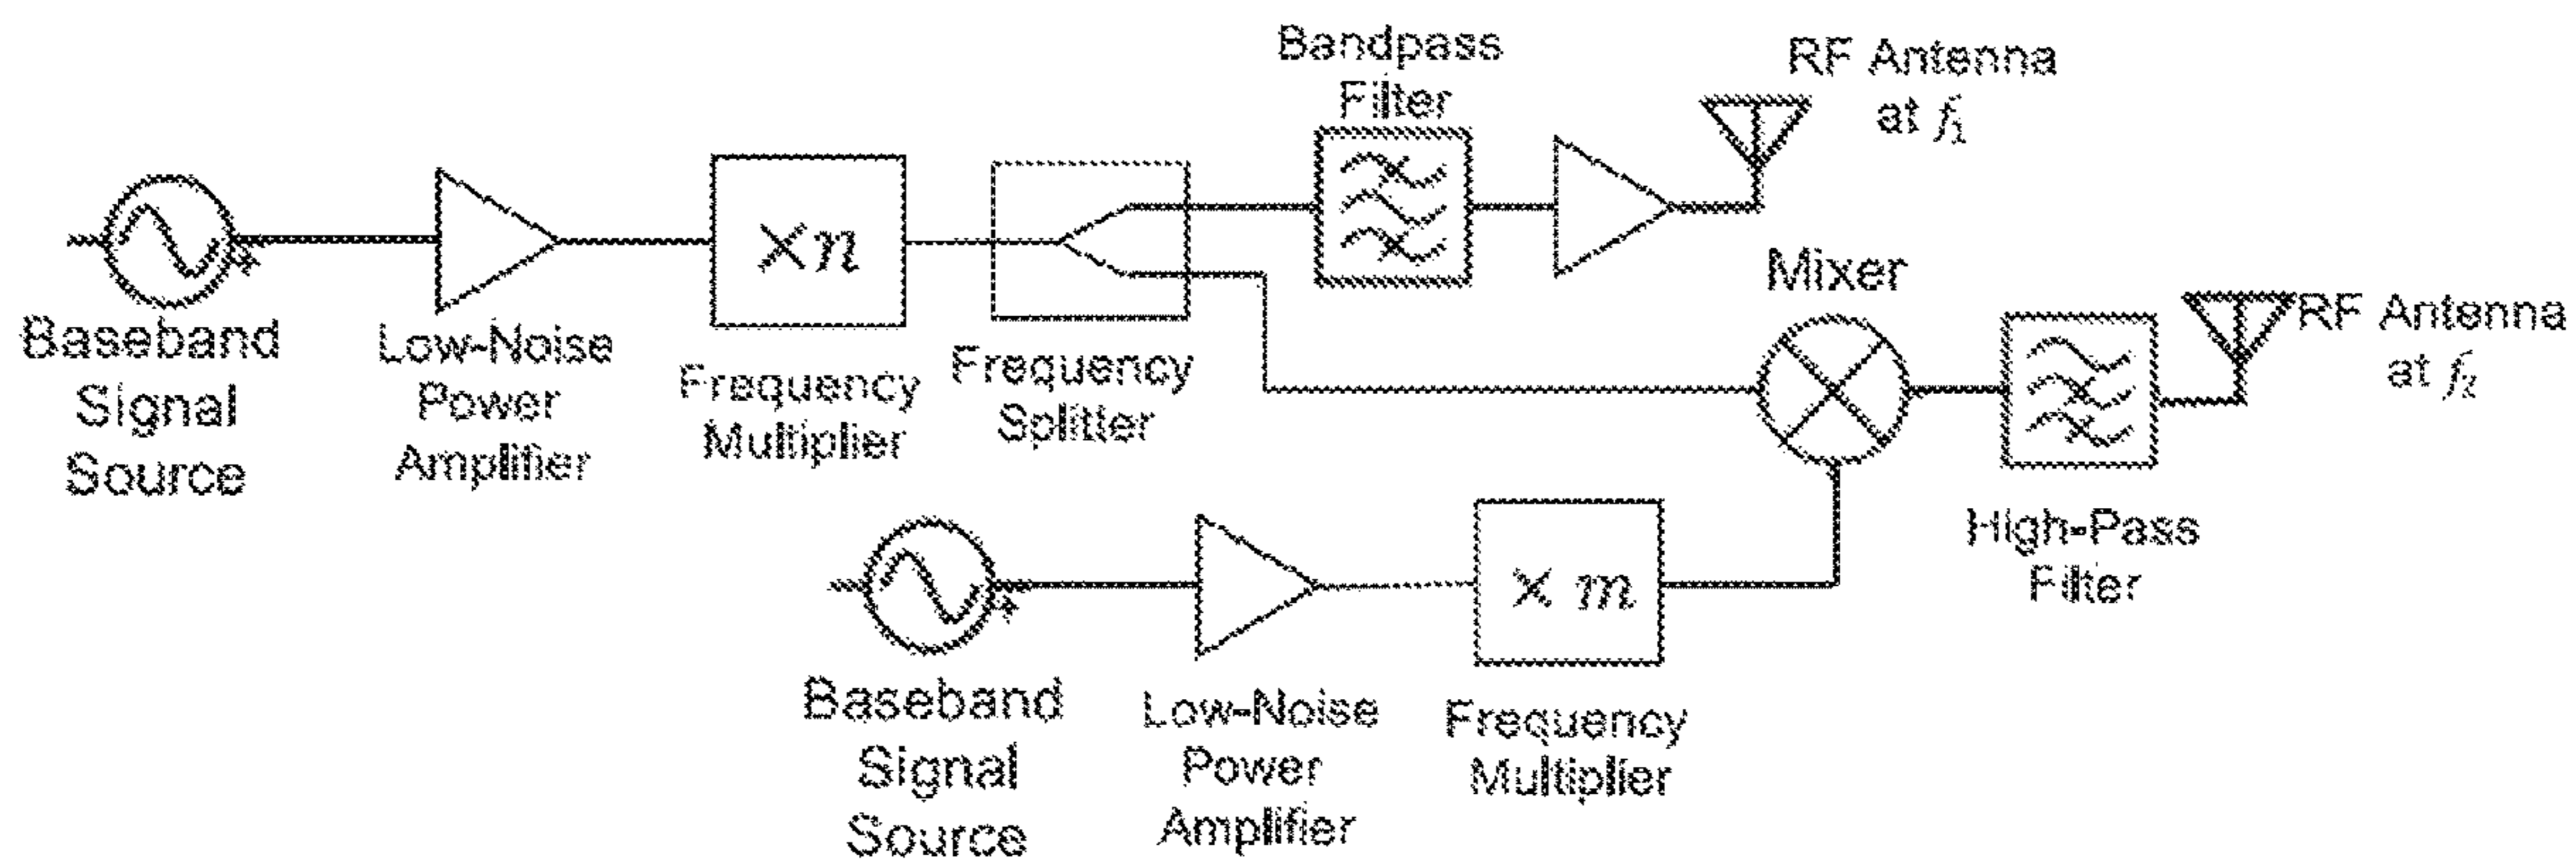 Bandpass
Filter
RF Antenna
at f₁
Baseband
Signal
Source
Low-Noise
Power
Amplifier
×n
Frequency
Multiplier
Frequency
Splitter
Mixer
RF Antenna
at f₂
High-Pass
Filter
Baseband
Signal
Source
Low-Noise
Power
Amplifier
× m
Frequency
Multiplier